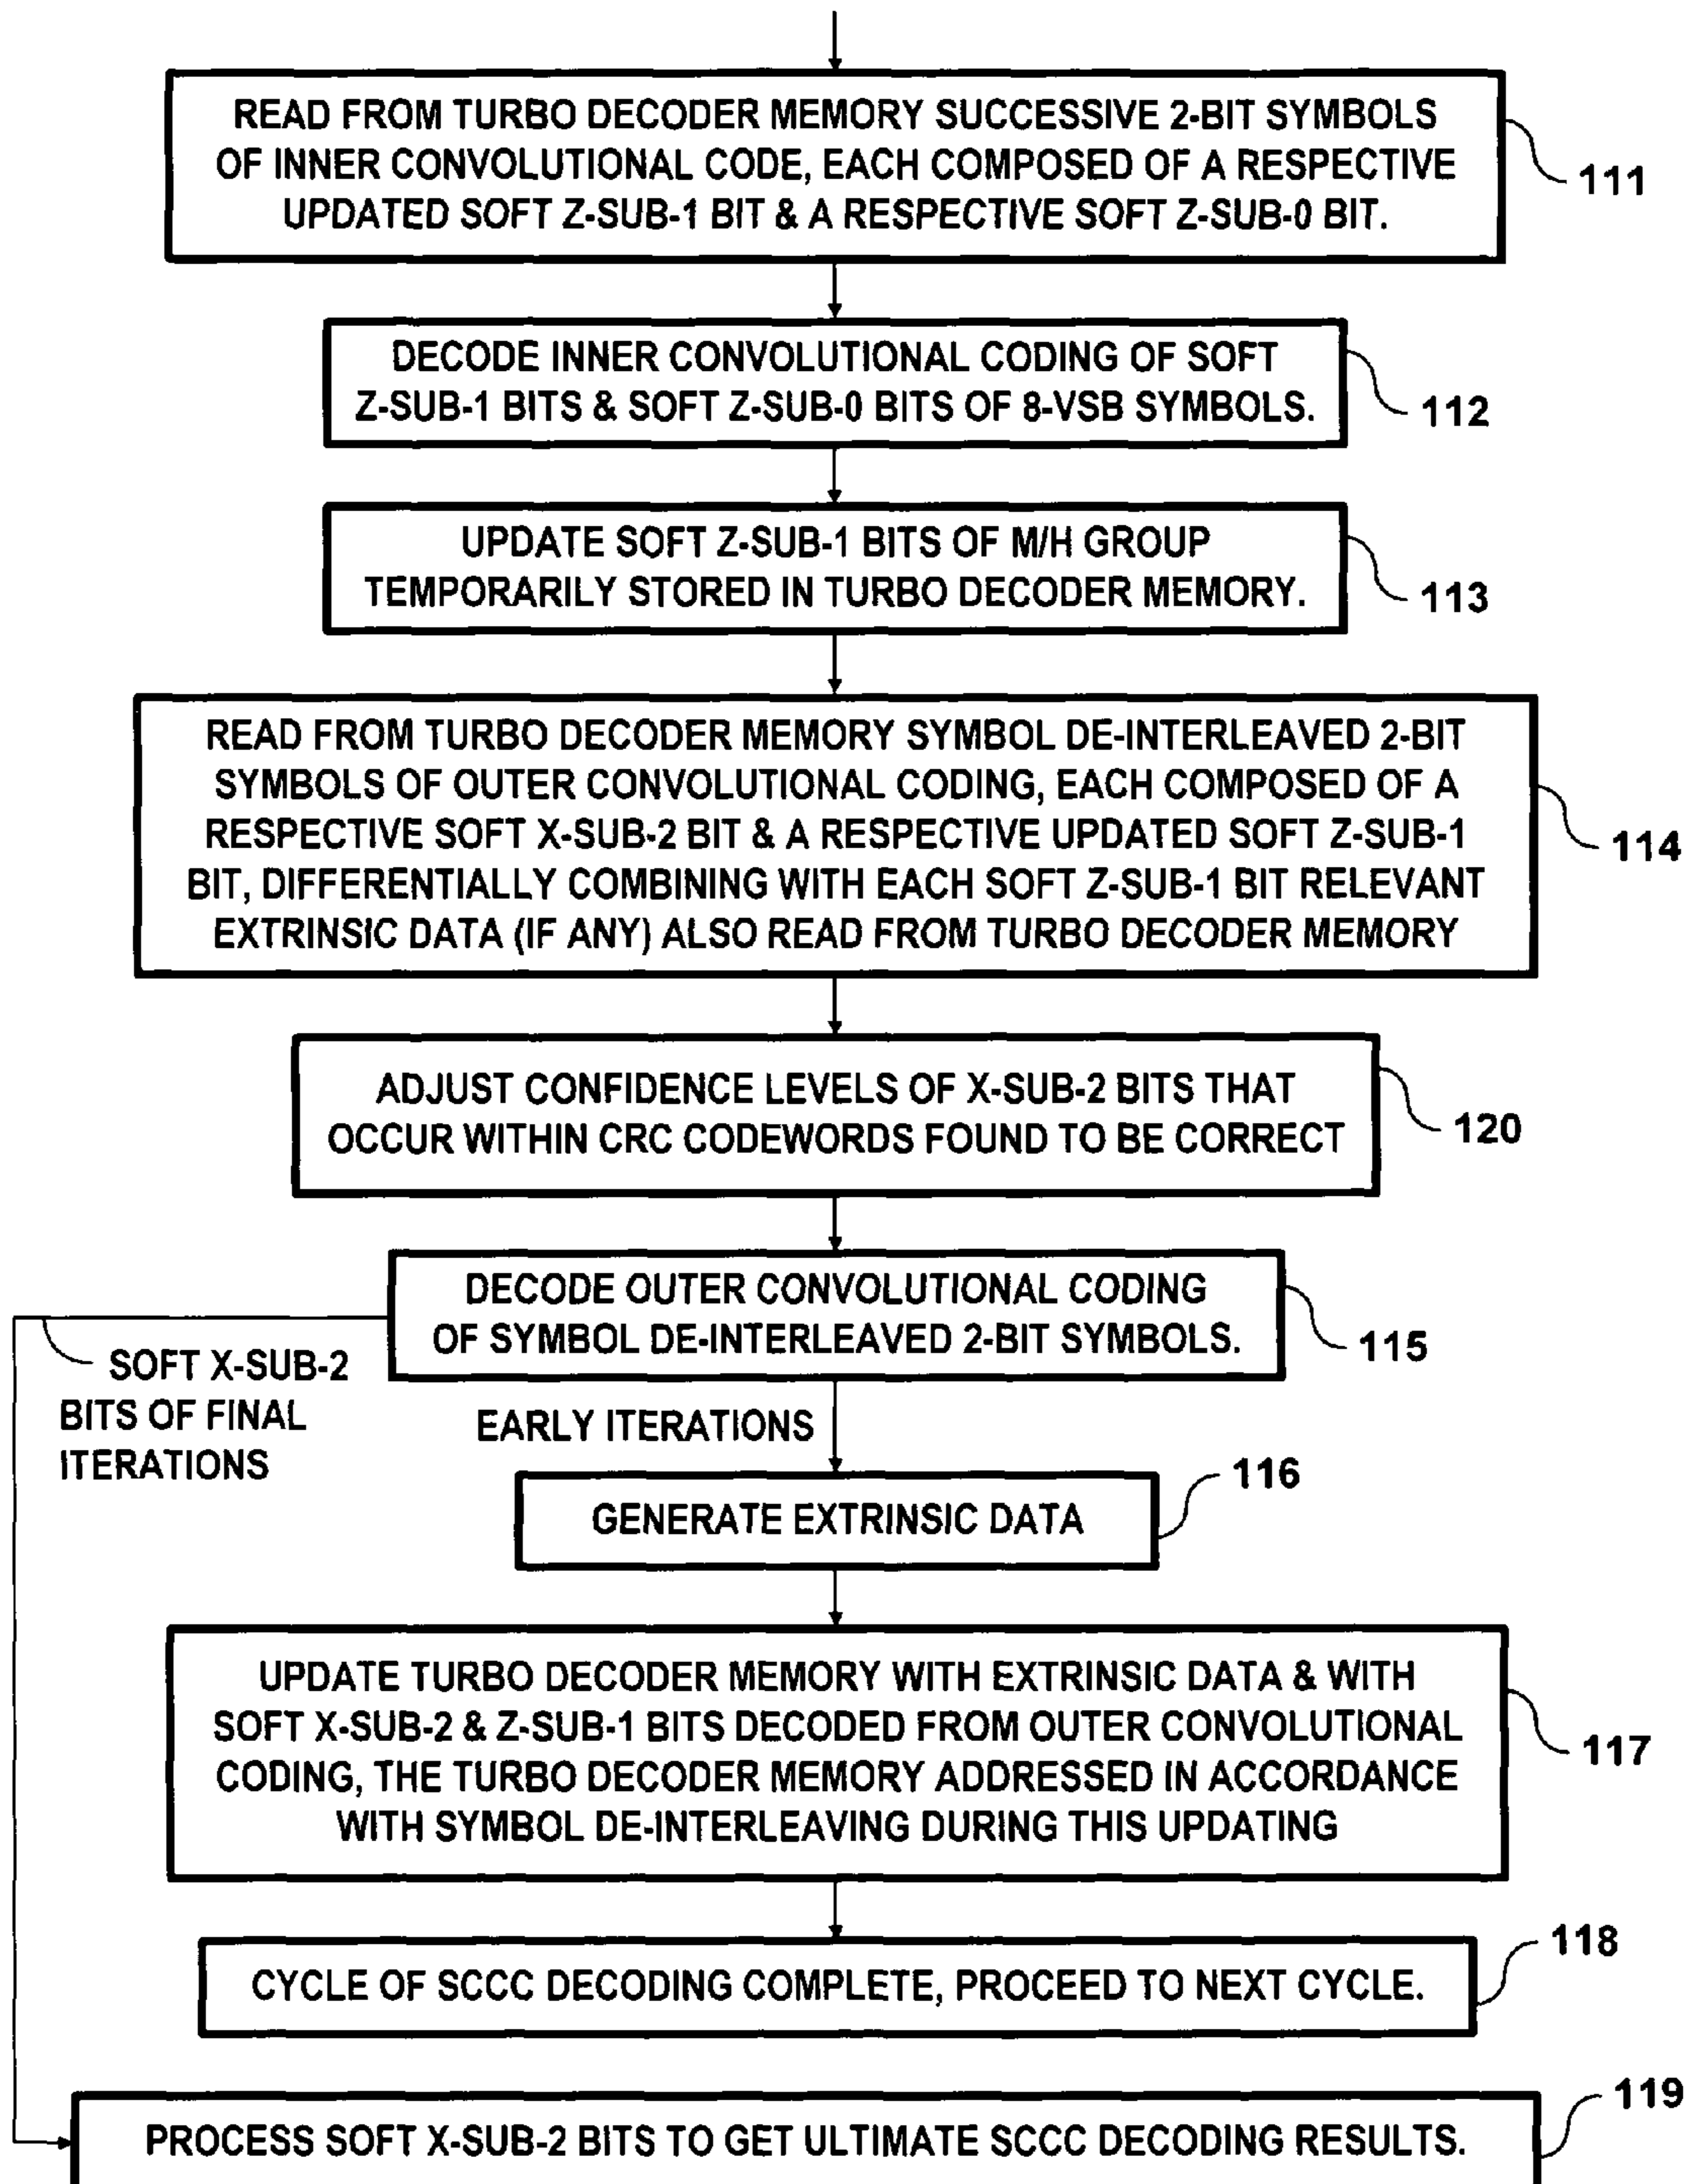 READ FROM TURBO DECODER MEMORY SUCCESSIVE 2-BIT SYMBOLS
OF INNER CONVOLUTIONAL CODE, EACH COMPOSED OF A RESPECTIVE
UPDATED SOFT Z-SUB-1 BIT & A RESPECTIVE SOFT Z-SUB-0 BIT.
111
DECODE INNER CONVOLUTIONAL CODING OF SOFT
Z-SUB-1 BITS & SOFT Z-SUB-0 BITS OF 8-VSB SYMBOLS.
112
UPDATE SOFT Z-SUB-1 BITS OF M/H GROUP
TEMPORARILY STORED IN TURBO DECODER MEMORY.
113
READ FROM TURBO DECODER MEMORY SYMBOL DE-INTERLEAVED 2-BIT
SYMBOLS OF OUTER CONVOLUTIONAL CODING, EACH COMPOSED OF A
RESPECTIVE SOFT X-SUB-2 BIT & A RESPECTIVE UPDATED SOFT Z-SUB-1
BIT, DIFFERENTIALLY COMBINING WITH EACH SOFT Z-SUB-1 BIT RELEVANT
EXTRINSIC DATA (IF ANY) ALSO READ FROM TURBO DECODER MEMORY
114
ADJUST CONFIDENCE LEVELS OF X-SUB-2 BITS THAT
OCCUR WITHIN CRC CODEWORDS FOUND TO BE CORRECT
120
DECODE OUTER CONVOLUTIONAL CODING
OF SYMBOL DE-INTERLEAVED 2-BIT SYMBOLS.
115
SOFT X-SUB-2
BITS OF FINAL
ITERATIONS
EARLY ITERATIONS
GENERATE EXTRINSIC DATA
116
UPDATE TURBO DECODER MEMORY WITH EXTRINSIC DATA & WITH
SOFT X-SUB-2 & Z-SUB-1 BITS DECODED FROM OUTER CONVOLUTIONAL
CODING, THE TURBO DECODER MEMORY ADDRESSED IN ACCORDANCE
WITH SYMBOL DE-INTERLEAVING DURING THIS UPDATING
117
CYCLE OF SCCC DECODING COMPLETE, PROCEED TO NEXT CYCLE.
118
PROCESS SOFT X-SUB-2 BITS TO GET ULTIMATE SCCC DECODING RESULTS.
119